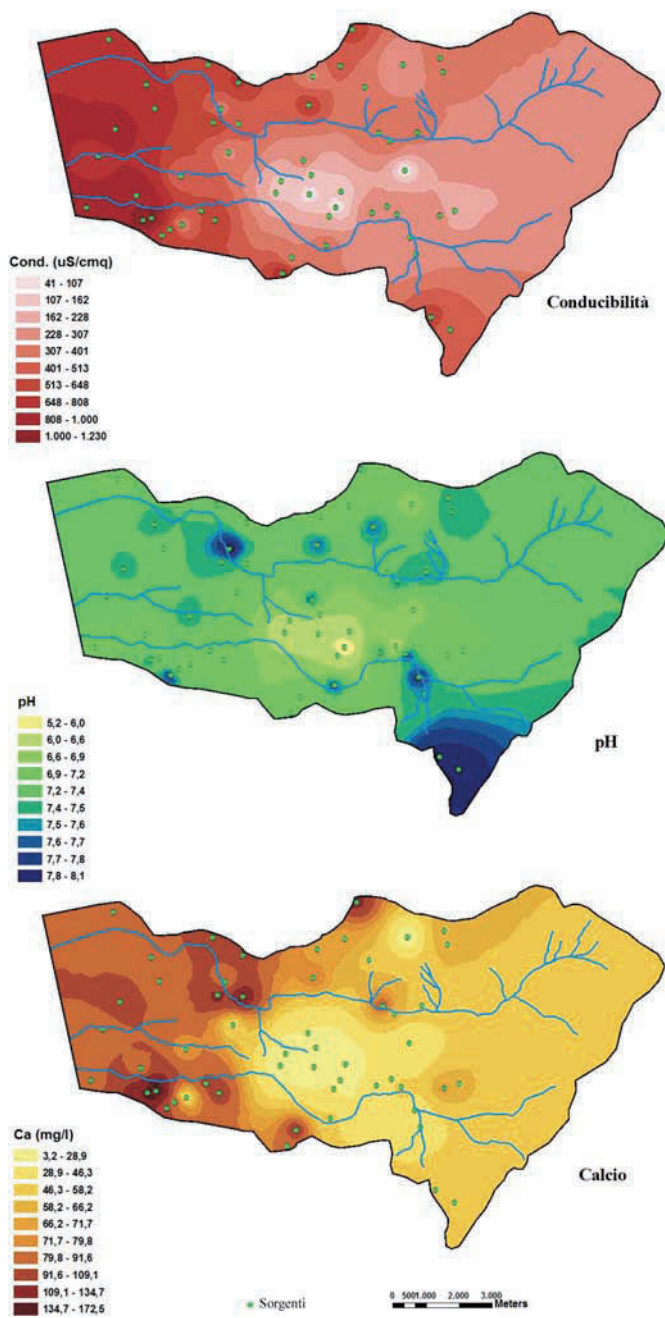 Cond. (uS/cmq)
41 - 107
107 - 162
162 - 228
228 - 307
307 - 401
401 - 513
513 - 648
648 - 808
808 - 1.000
1.000 - 1.230
Conducibilità
pH
5,2 - 6,0
6,0 - 6,6
6,6 - 6,9
6,9 - 7,2
7,2 - 7,4
7,4 - 7,5
7,5 - 7,6
7,6 - 7,7
7,7 - 7,8
7,8 - 8,1
pH
Ca (mg/l)
3,2 - 28,9
28,9 - 46,3
46,3 - 58,2
58,2 - 66,2
66,2 - 71,7
71,7 - 79,8
79,8 - 91,6
91,6 - 109,1
109,1 - 134,7
134,7 - 172,5
Calcio
Sorgenti
0 5001.000 2.000 3.000
Meters